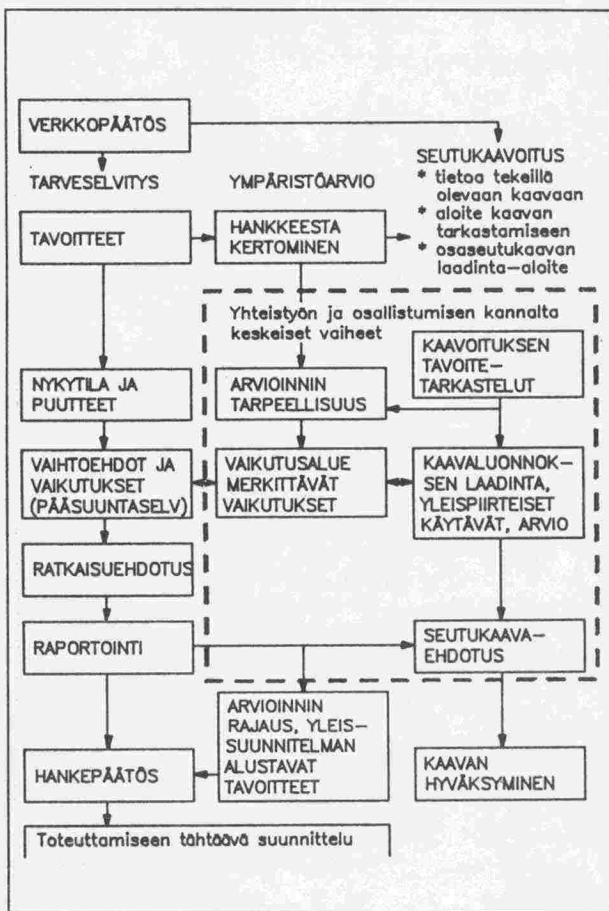 VERKKOPÄÄTÖS
TARVESELVITYS
YMPÄRISTÖARVIO
SEUTUKAAVOITUS
* tietoa tekeillä
olevaan kaavaan
* aloite kaavan
tarkastamiseen
* osaseutukaavan
laadinta-aloite
TAVOITTEET
HANKKEESTA
KERTOMINEN
Yhteistyön ja osallistumisen kannalta
keskeiset vaiheet
KAAVOITUKSEN
TAVOITE-
TARKASTELUT
NYKYTILA JA
PUUTTEET
ARVIOINNIN
TARPEELLISUUS
VAIHTOEHDOT JA
VAIKUTUKSET
(PÄÄSUUNTASELV)
VAIKUTUSALUE
MERKITTÄVÄT
VAIKUTUKSET
KAAVALUONNOK-
SEN LAADINTA,
YLEISPIIRTEISET
KÄYTÄVÄT, ARVIO
RATKAISUEHDOTUS
RAPORTOINTI
SEUTUKAAVA-
EHDOTUS
ARVIOINNIN
RAJAUS, YLEIS-
SUUNNITELMAN
ALUSTAVAT
TAVOITTEET
HANKEPÄÄTÖS
KAAVAN
HYVÄKSYMINEN
Toteuttamiseen tähtäävä suunnittelu